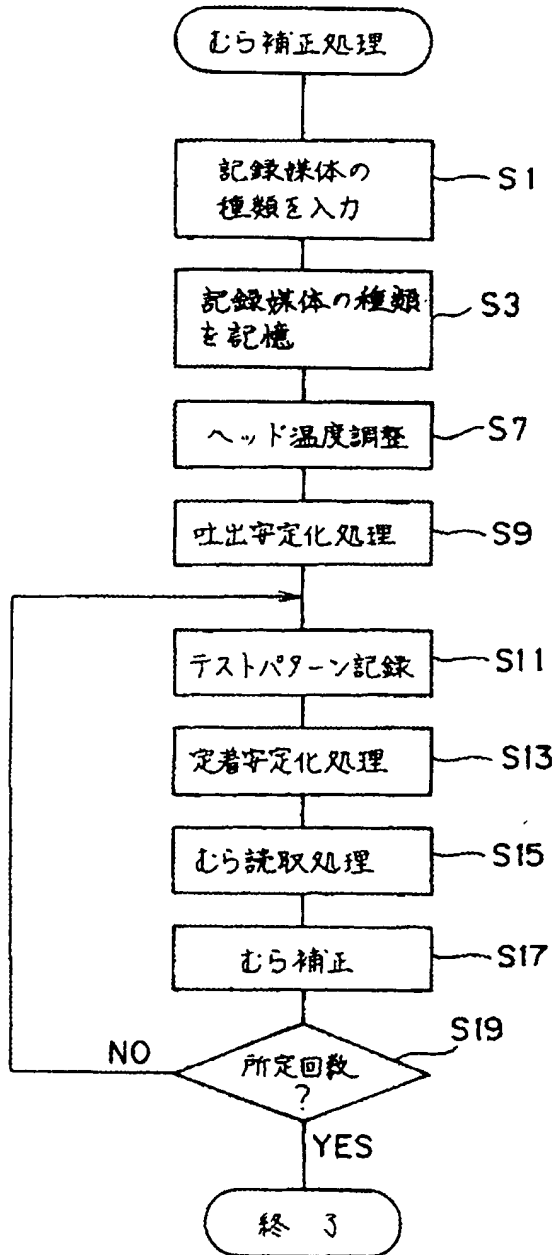 むら補正処理
記録媒体の
種類を入力
S1
記録媒体の種類
を記憶
S3
ヘッド温度調整
S7
吐出安定化処理
S9
テストパターン記録
S11
定着安定化処理
S13
むら読取処理
S15
むら補正
S17
所定回数
?
S19
NO
YES
終了